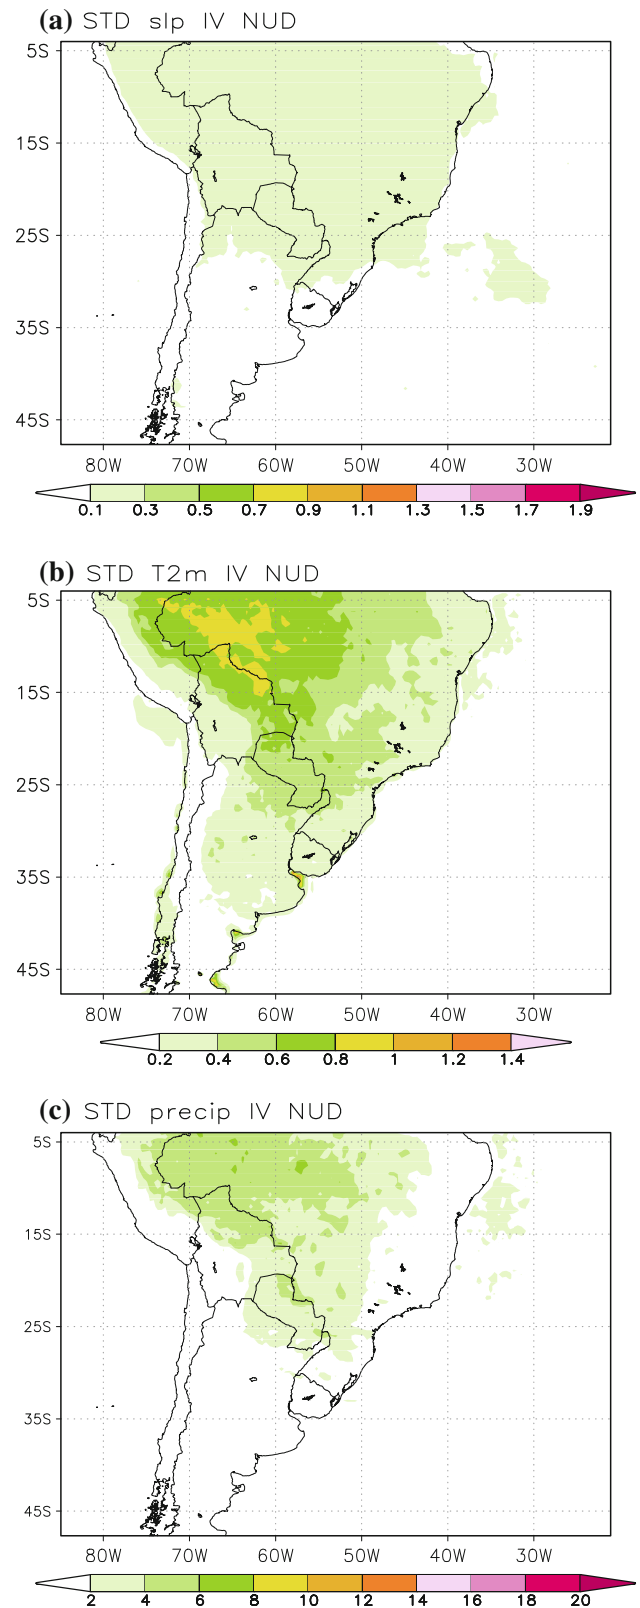 (a) STD slp IV NUD
5S
15S
25S
35S
45S
80W 70W 60W 50W 40W 30W
0.1 0.3 0.5 0.7 0.9 1.1 1.3 1.5 1.7 1.9
(b) STD T2m IV NUD
5S
15S
25S
35S
45S
80W 70W 60W 50W 40W 30W
0.2 0.4 0.6 0.8 1 1.2 1.4
(c) STD precip IV NUD
5S
15S
25S
35S
45S
80W 70W 60W 50W 40W 30W
2 4 6 8 10 12 14 16 18 20